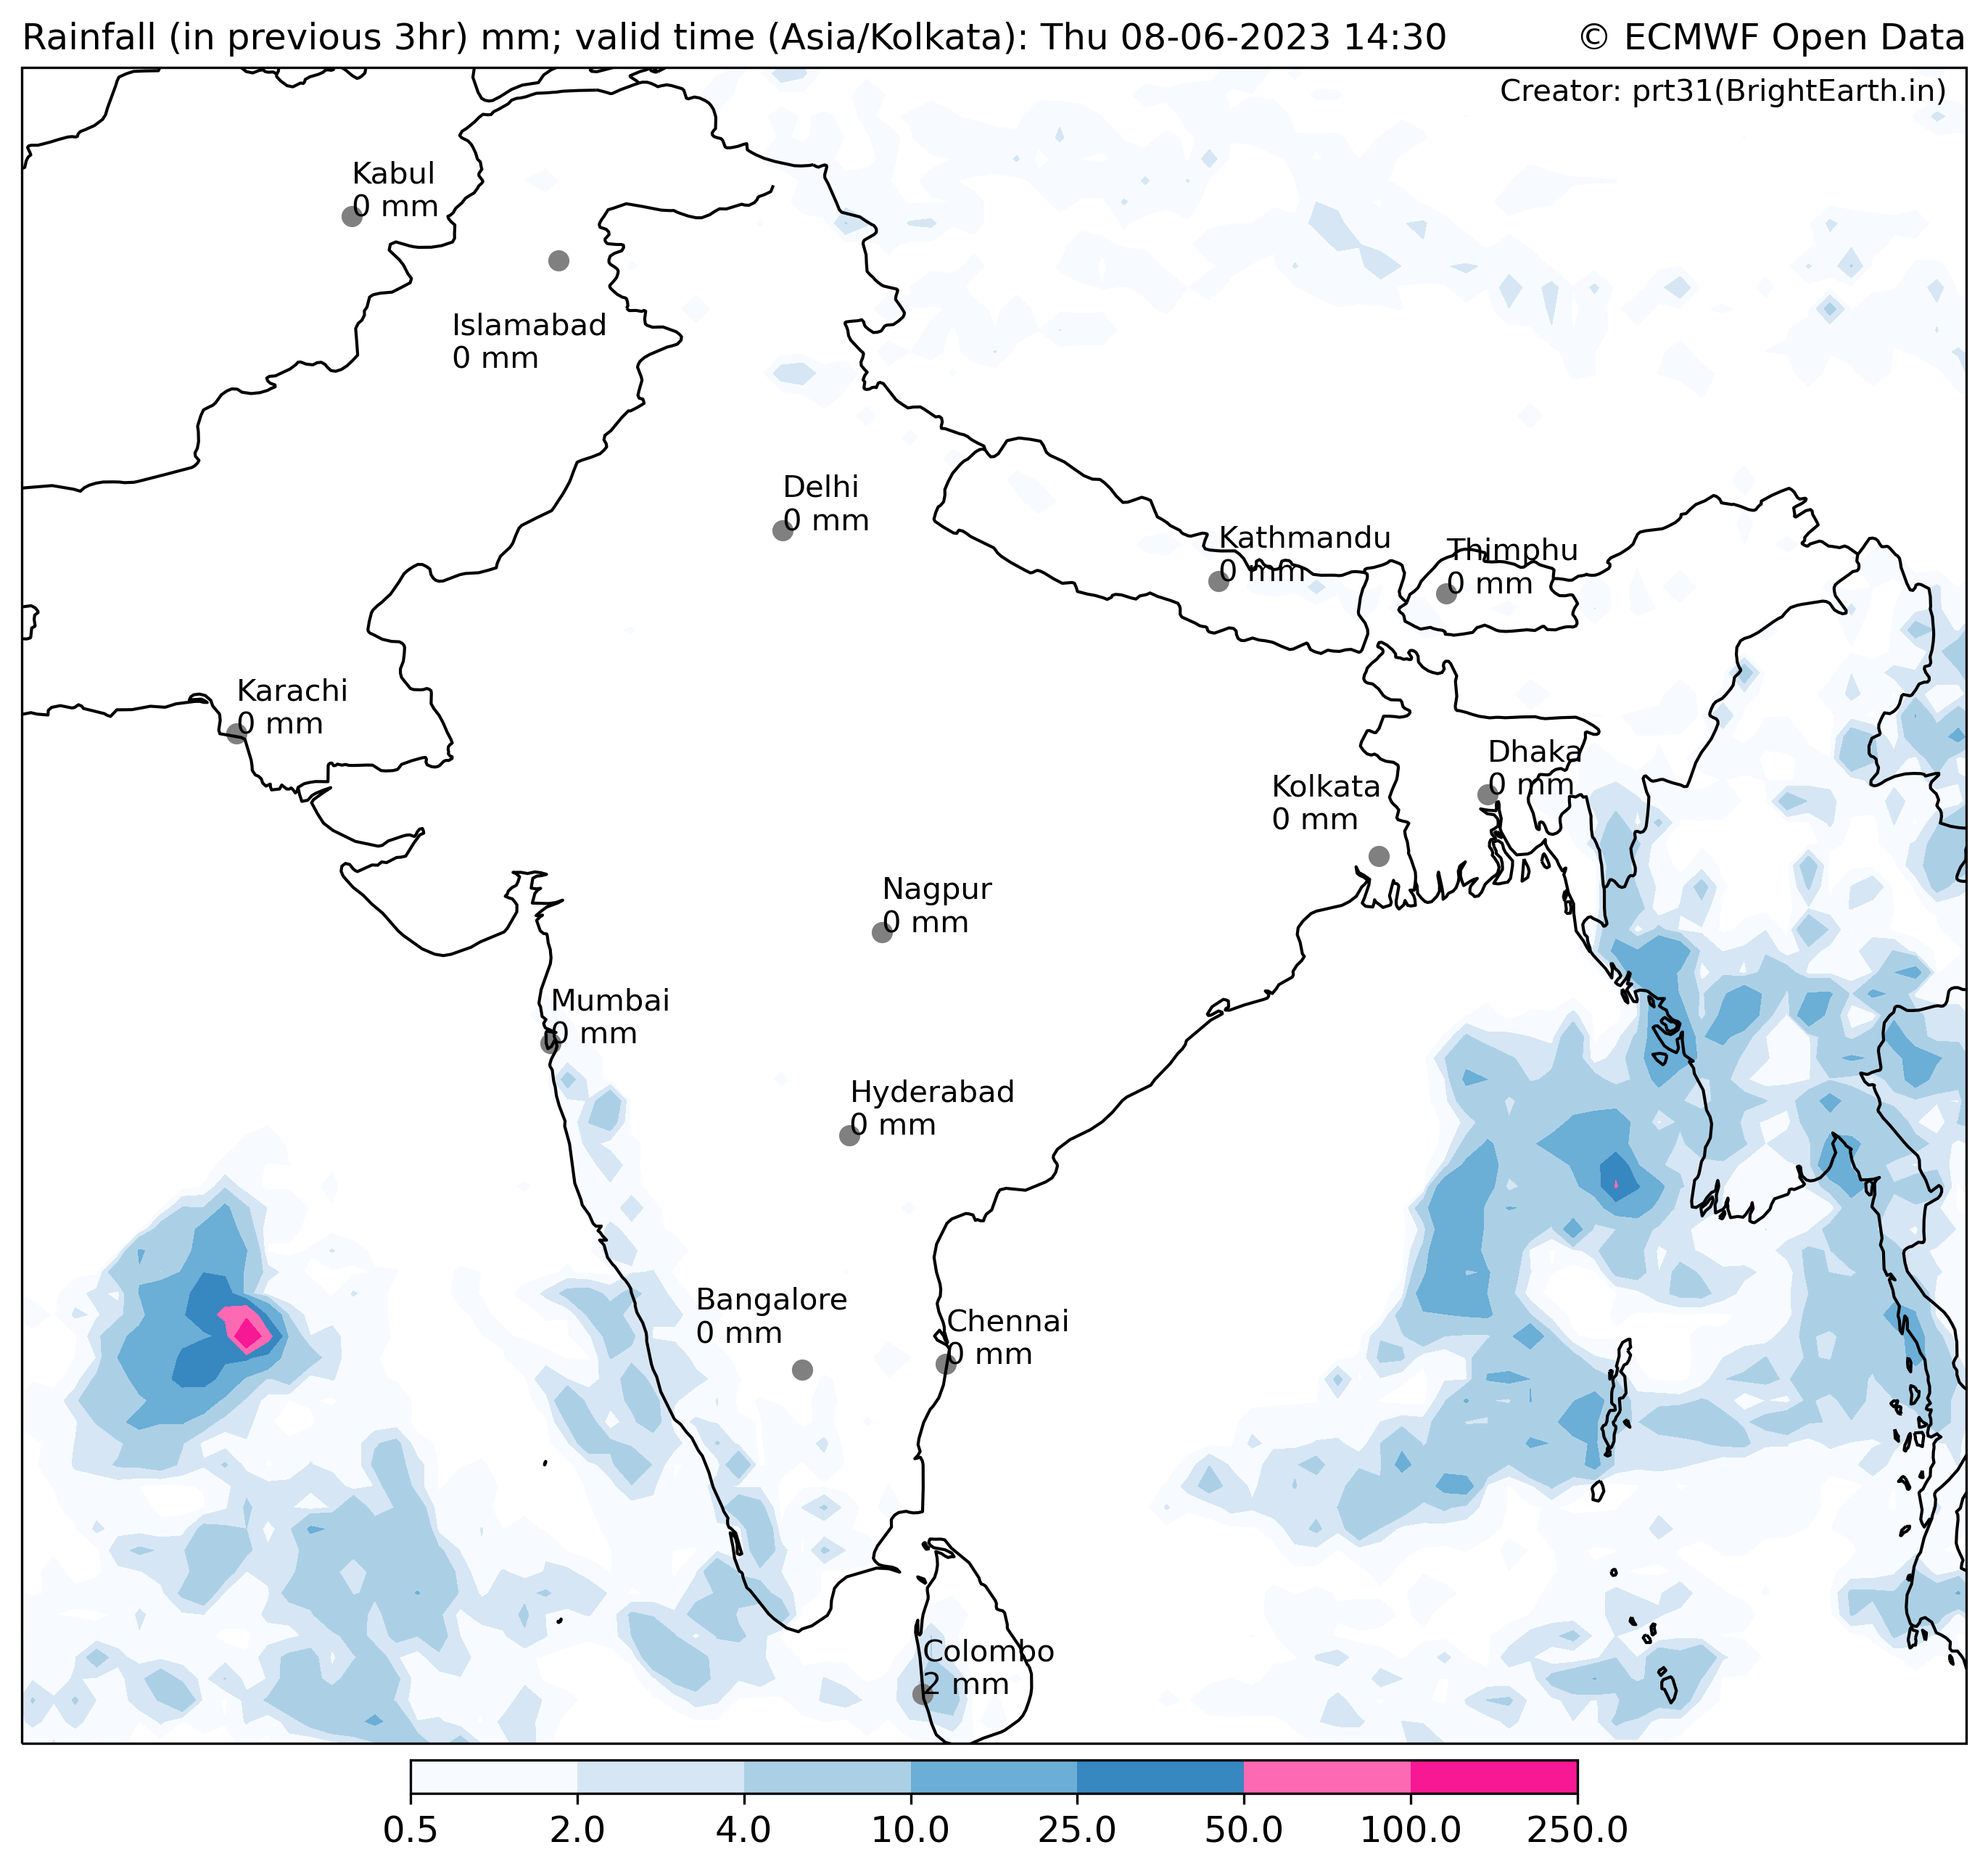 Rainfall (in previous 3hr) mm; valid time (Asia/Kolkata): Thu 08-06-2023 14:30
© ECMWF Open Data
Creator: prt31(BrightEarth.in)
Kabul
0 mm
Islamabad
0 mm
Delhi
0 mm
Kathmandu
0 mm
Thimphu
0 mm
Karachi
0 mm
Dhaka
0 mm
Kolkata
0 mm
Nagpur
0 mm
Mumbai
0 mm
Hyderabad
0 mm
Bangalore
0 mm
Chennai
0 mm
Colombo
2 mm
0.5 2.0 4.0 10.0 25.0 50.0 100.0 250.0